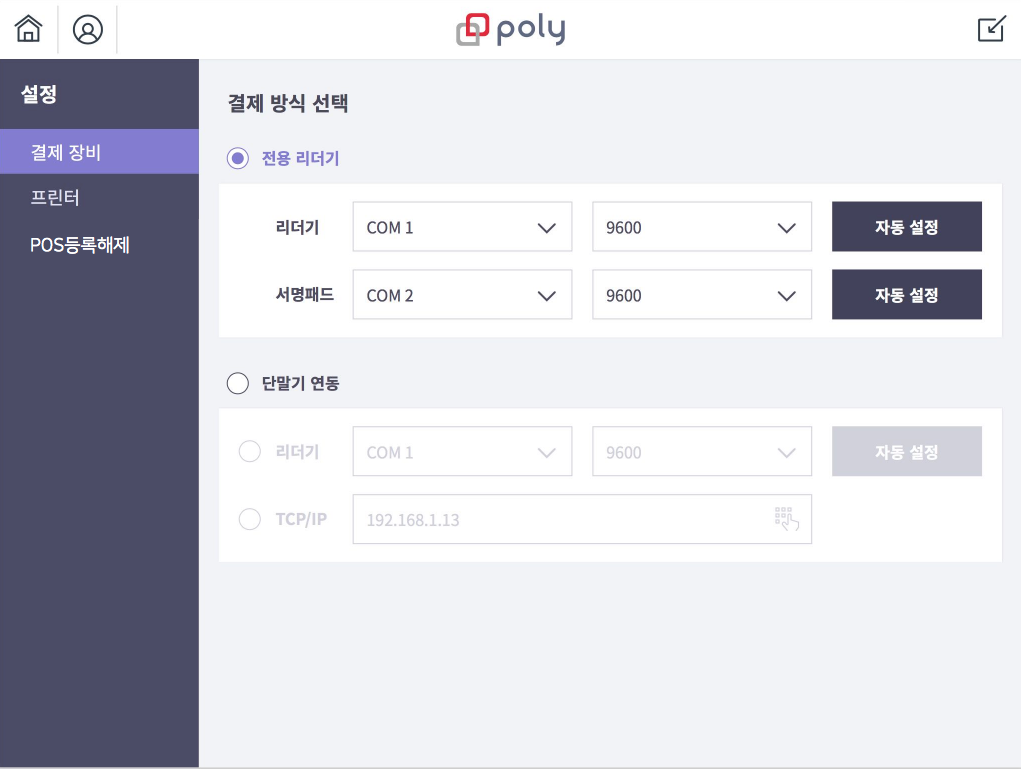 poly
설정
결제 장비
프린터
POS등록해제
결제 방식 선택
전용 리더기
리더기 COM 1 9600 자동 설정
서명패드 COM 2 9600 자동 설정
단말기 연동
리더기 COM 1 9600 자동 설정
TCP/IP 192.168.1.13